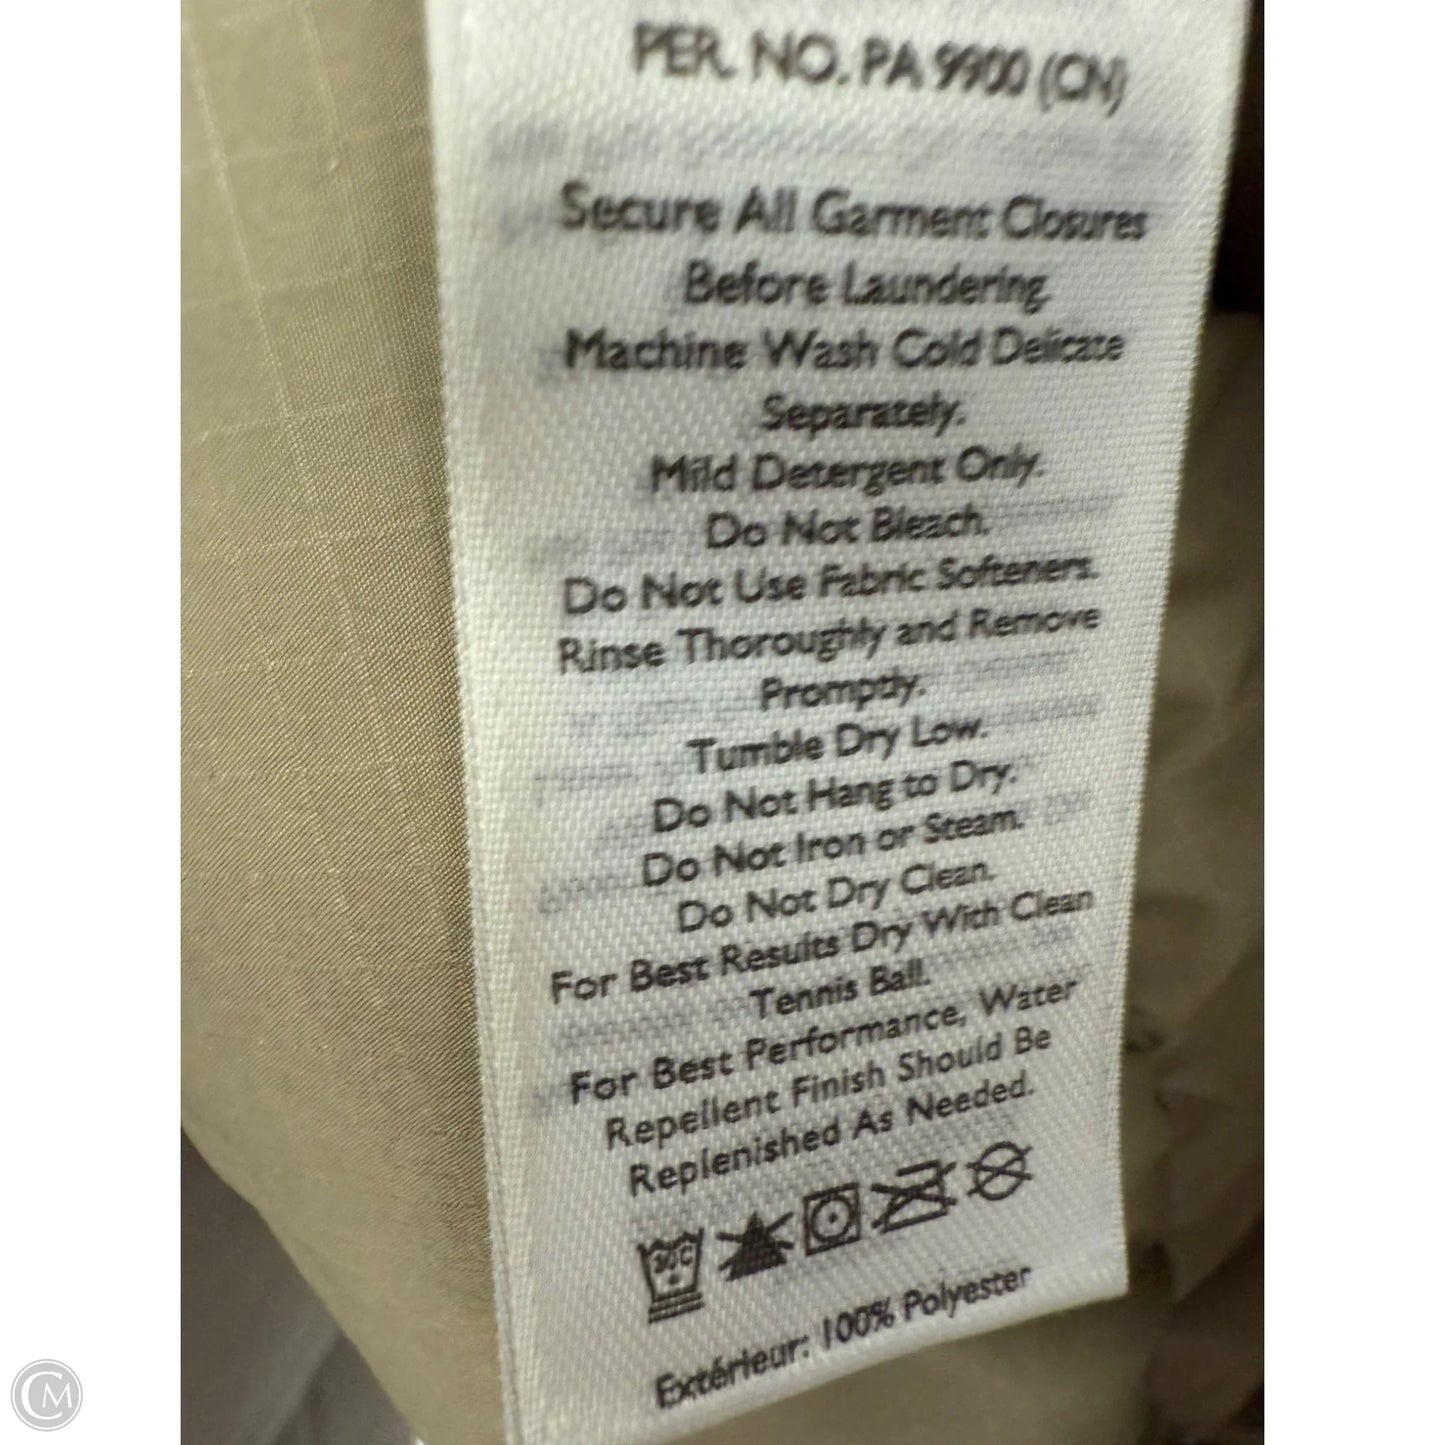 PER. NO. PA 9900 (CN)
Secure All Garment Closures
Before Laundering.
Machine Wash Cold Delicate
Separately.
Mild Detergent Only.
Do Not Bleach.
Do Not Use Fabric Softeners.
Rinse Thoroughly and Remove
Promptly.
Tumble Dry Low.
Do Not Hang to Dry.
Do Not Iron or Steam.
Do Not Dry Clean.
For Best Results Dry With Clean
Tennis Ball.
For Best Performance, Water
Repellent Finish Should Be
Replenished As Needed.
30C
Extérieur: 100% Polyester
CM